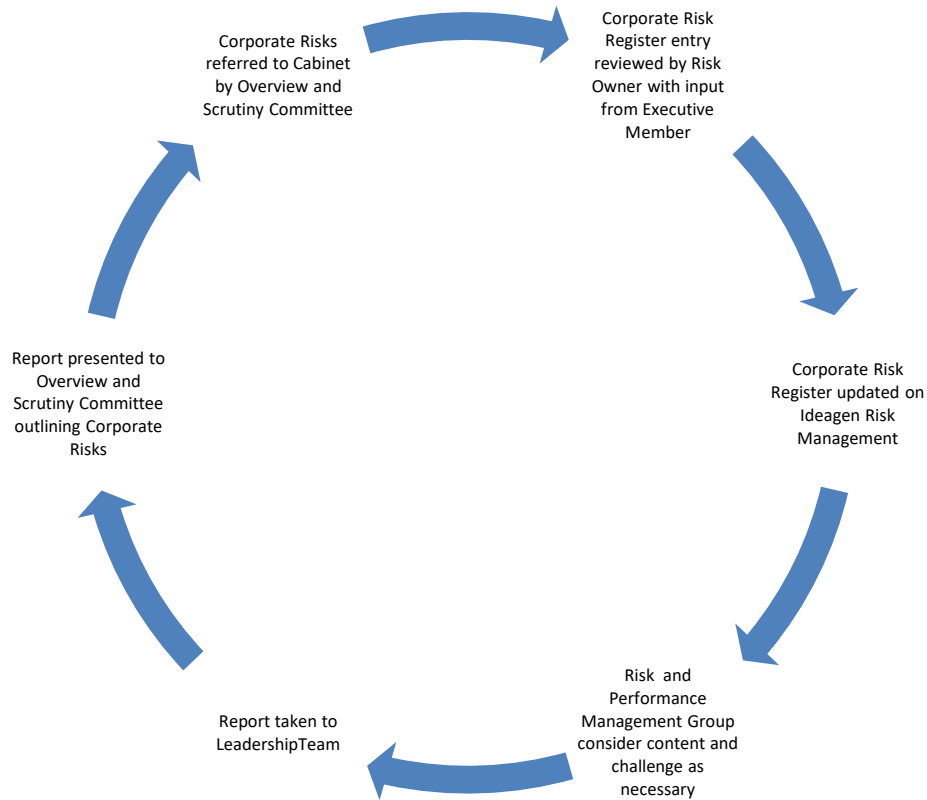 Corporate Risks
referred to Cabinet
by Overview and
Scrutiny Committee
Corporate Risk
Register entry
reviewed by Risk
Owner with input
from Executive
Member
Corporate Risk
Register updated on
Ideagen Risk
Management
Risk and
Performance
Management Group
consider content and
challenge as
necessary
Report taken to
LeadershipTeam
Report presented to
Overview and
Scrutiny Committee
outlining Corporate
Risks